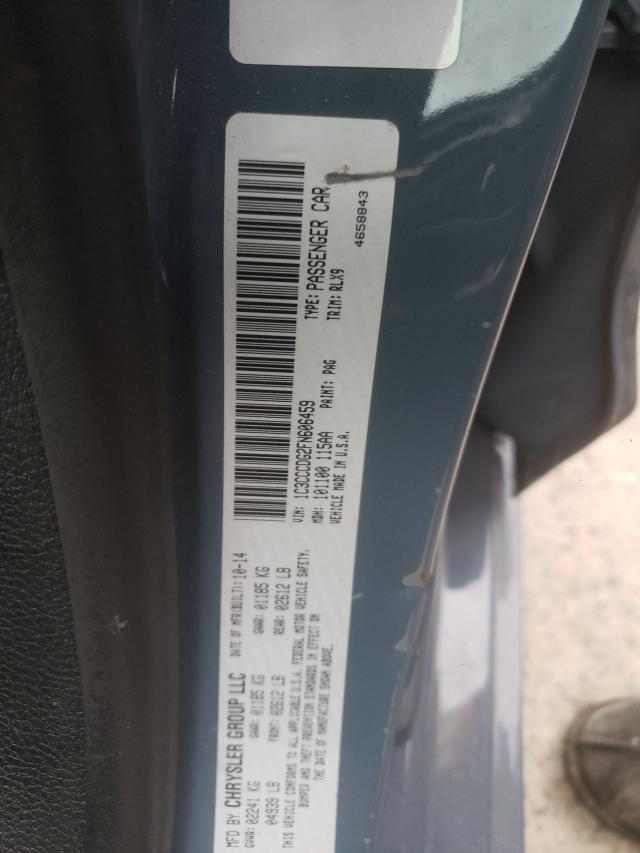 MFD BY CHRYSLER GROUP LLC DATE OF MFR(BUILT): 10-14
GVWR: 02241 KG GAWR: 01185 KG GAWR: 01185 KG
04939 LB FRONT: 02612 LB REAR: 02612 LB
THIS VEHICLE CONFORMS TO ALL APPLICABLE U.S.A. FEDERAL MOTOR VEHICLE SAFETY,
BUMPER AND THEFT PREVENTION STANDARDS IN EFFECT ON
THE DATE OF MANUFACTURE SHOWN ABOVE.
VIN: 1C3CCCDG2FN606459 TYPE: PASSENGER CAR
MDH: 101100 115AA PAINT: PAG TRIM: RLX9
VEHICLE MADE IN U.S.A.
4658843